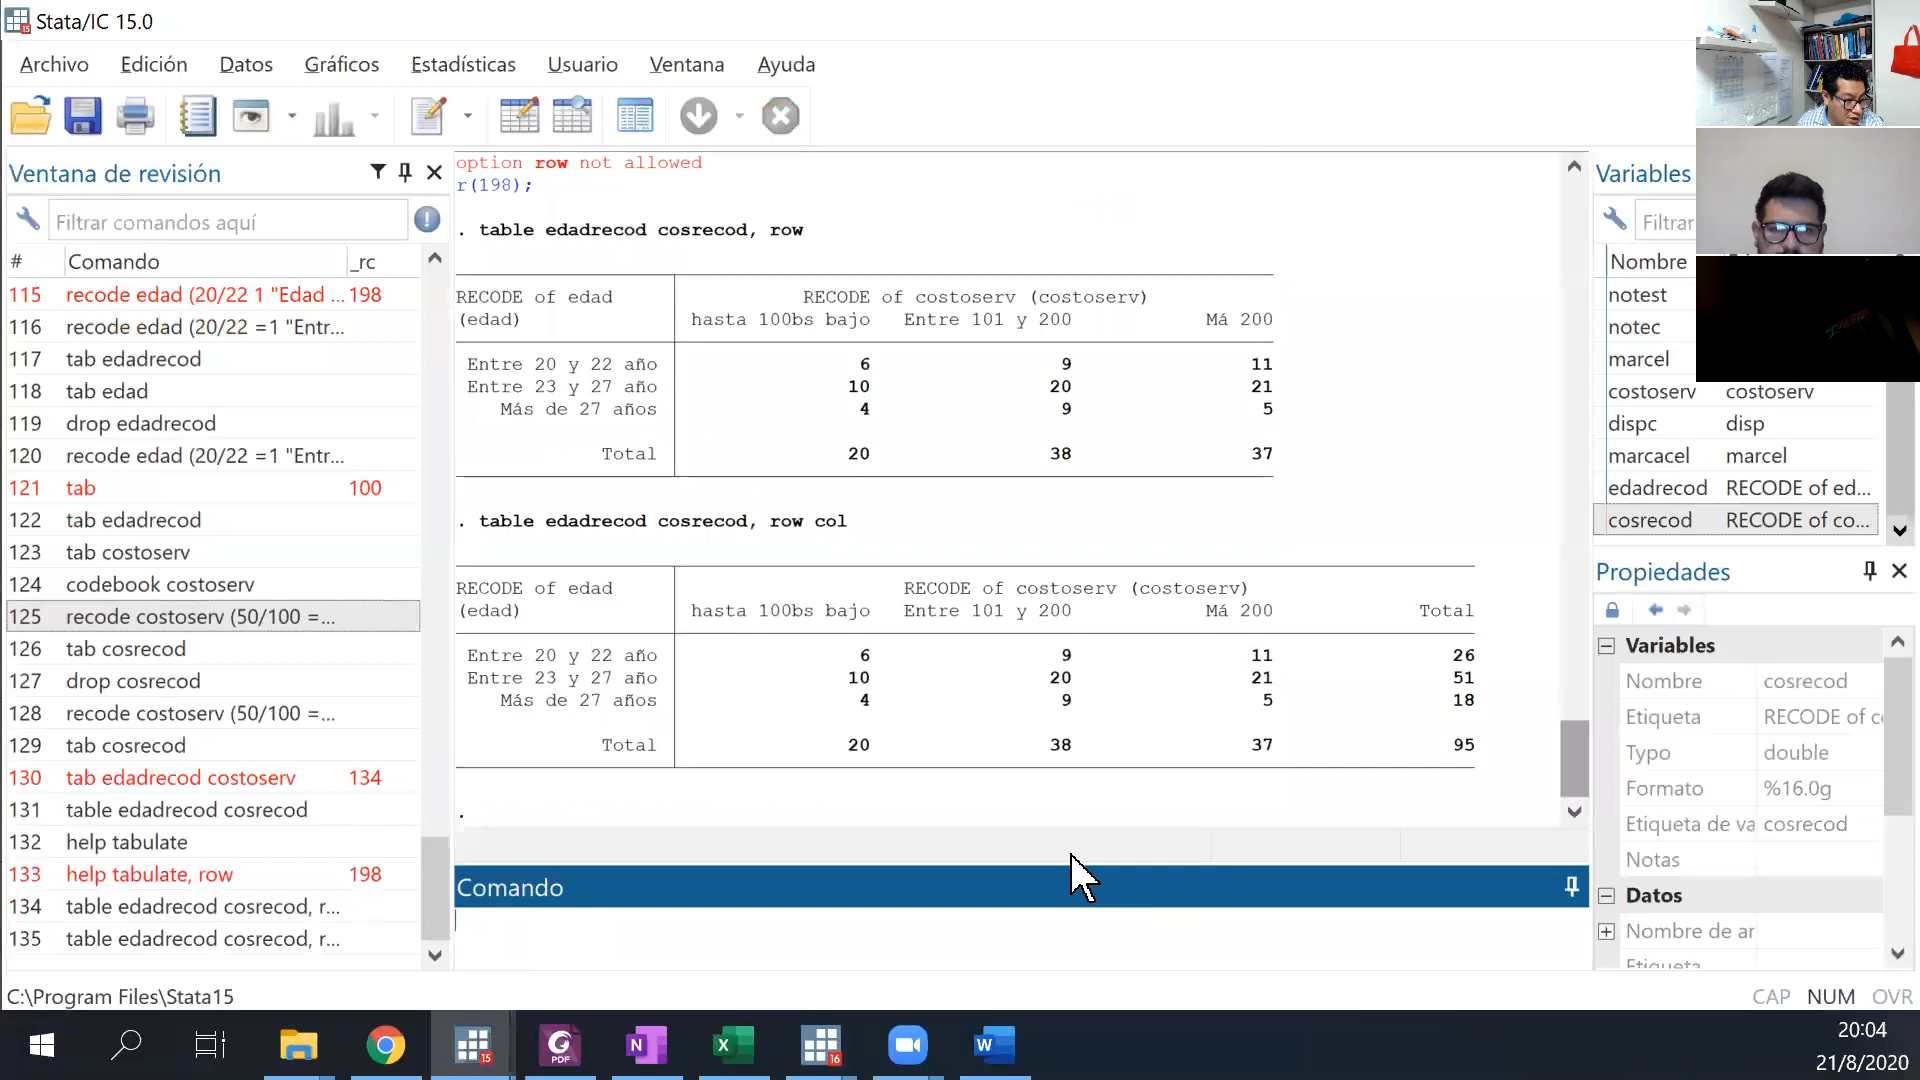 Stata/IC 15.0
Archivo Edición Datos Gráficos Estadísticas Usuario Ventana Ayuda
Ventana de revisión
Filtrar comandos aquí
# Comando _rc
115 recode edad (20/22 1 "Edad ... 198
116 recode edad (20/22 =1 "Entr...
117 tab edadrecod
118 tab edad
119 drop edadrecod
120 recode edad (20/22 =1 "Entr...
121 tab 100
122 tab edadrecod
123 tab costoserv
124 codebook costoserv
125 recode costoserv (50/100 =...
126 tab cosrecod
127 drop cosrecod
128 recode costoserv (50/100 =...
129 tab cosrecod
130 tab edadrecod costoserv 134
131 table edadrecod cosrecod
132 help tabulate
133 help tabulate, row 198
134 table edadrecod cosrecod, r...
135 table edadrecod cosrecod, r...
option row not allowed
r(198);
. table edadrecod cosrecod, row
RECODE of edad RECODE of costoserv (costoserv)
(edad) hasta 100bs bajo Entre 101 y 200 Má 200
Entre 20 y 22 año 6 9 11
Entre 23 y 27 año 10 20 21
Más de 27 años 4 9 5
Total 20 38 37
. table edadrecod cosrecod, row col
RECODE of edad RECODE of costoserv (costoserv)
(edad) hasta 100bs bajo Entre 101 y 200 Má 200 Total
Entre 20 y 22 año 6 9 11 26
Entre 23 y 27 año 10 20 21 51
Más de 27 años 4 9 5 18
Total 20 38 37 95
.
Comando
Variables
Filtrar
Nombre
notest
notec
marcel
costoserv costoserv
dispc disp
marcacel marcel
edadrecod RECODE of ed...
cosrecod RECODE of co...
Propiedades
Variables
Nombre cosrecod
Etiqueta RECODE of c
Typo double
Formato %16.0g
Etiqueta de va cosrecod
Notas
Datos
Nombre de ar
Etiqueta
C:\Program Files\Stata15
CAP NUM OVR
15
PDF
N
X
16
W
20:04
21/8/2020